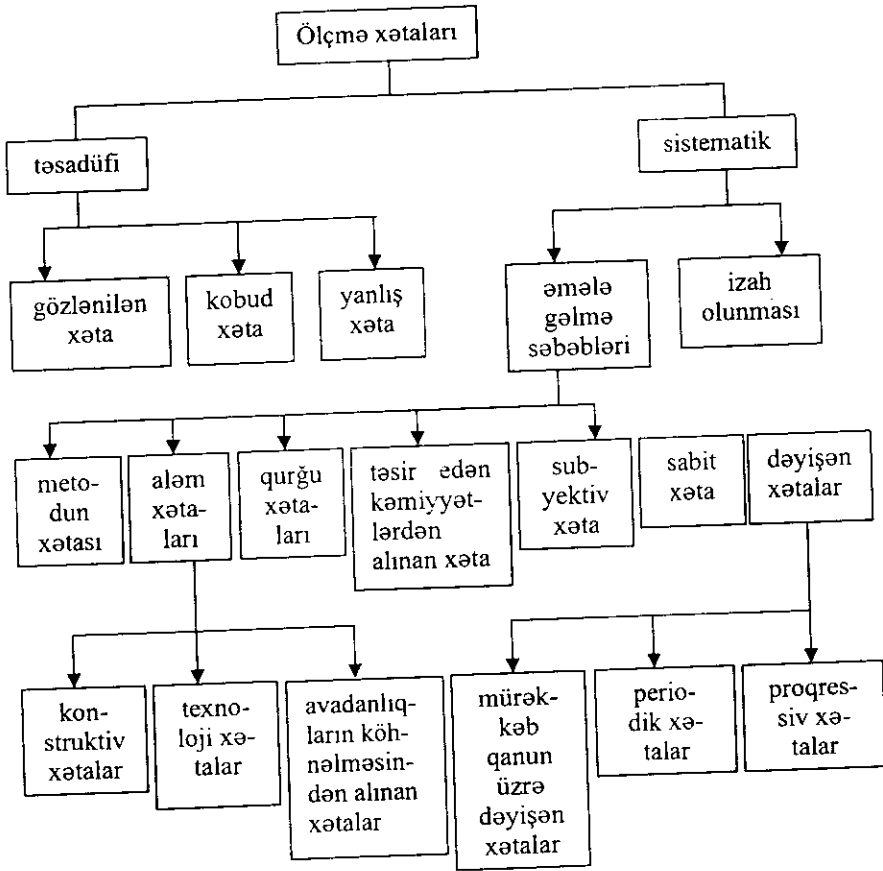 Ölçmə xətaları
təsadüfi
sistematik
gözlənilən
xəta
kobud
xəta
yanlış
xəta
əmələ
gəlmə
səbəbləri
izah
olunması
meto-
dun
xətası
aləm
xəta-
ları
qurğu
xəta-
ları
təsir edən
kəmiyyət-
lərdən
alınan xəta
sub-
yektiv
xəta
sabit
xəta
dəyişən
xətalar
kon-
struktiv
xətalar
texno-
loji xə-
talar
avadanlıq-
ların köh-
nəlməsin-
dən alınan
xətalar
mürək-
kəb
qanun
üzrə
dəyişən
xətalar
perio-
dik xə-
talar
proqres-
siv xə-
talar